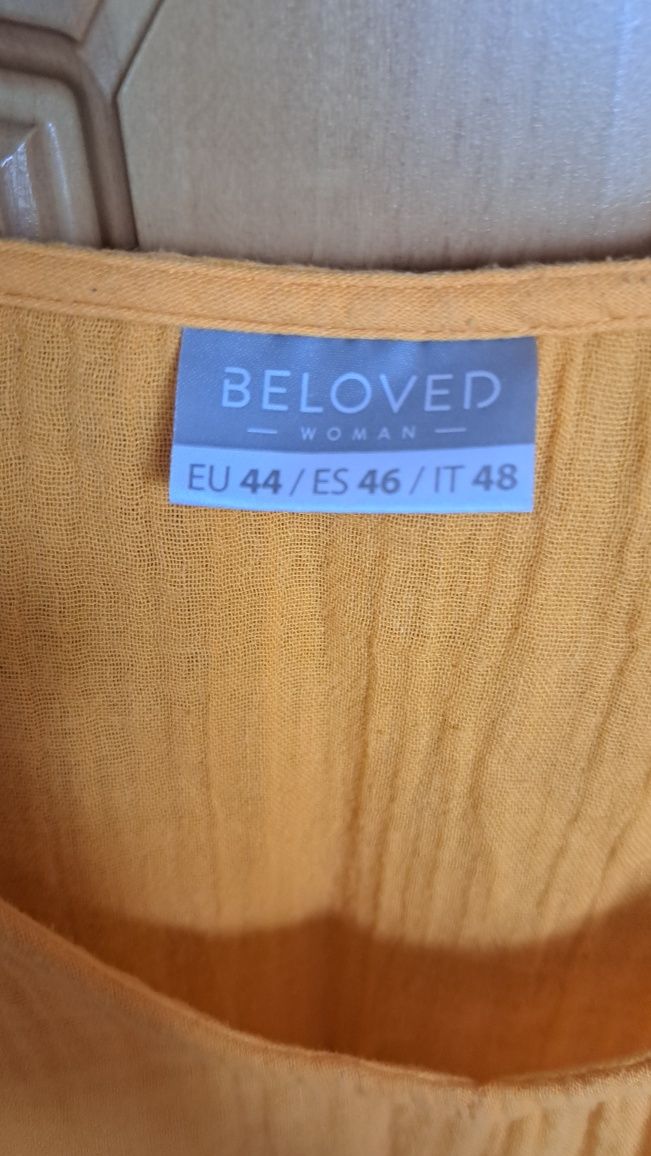 BELOVED
— WOMAN —
EU 44 / ES 46 / IT 48